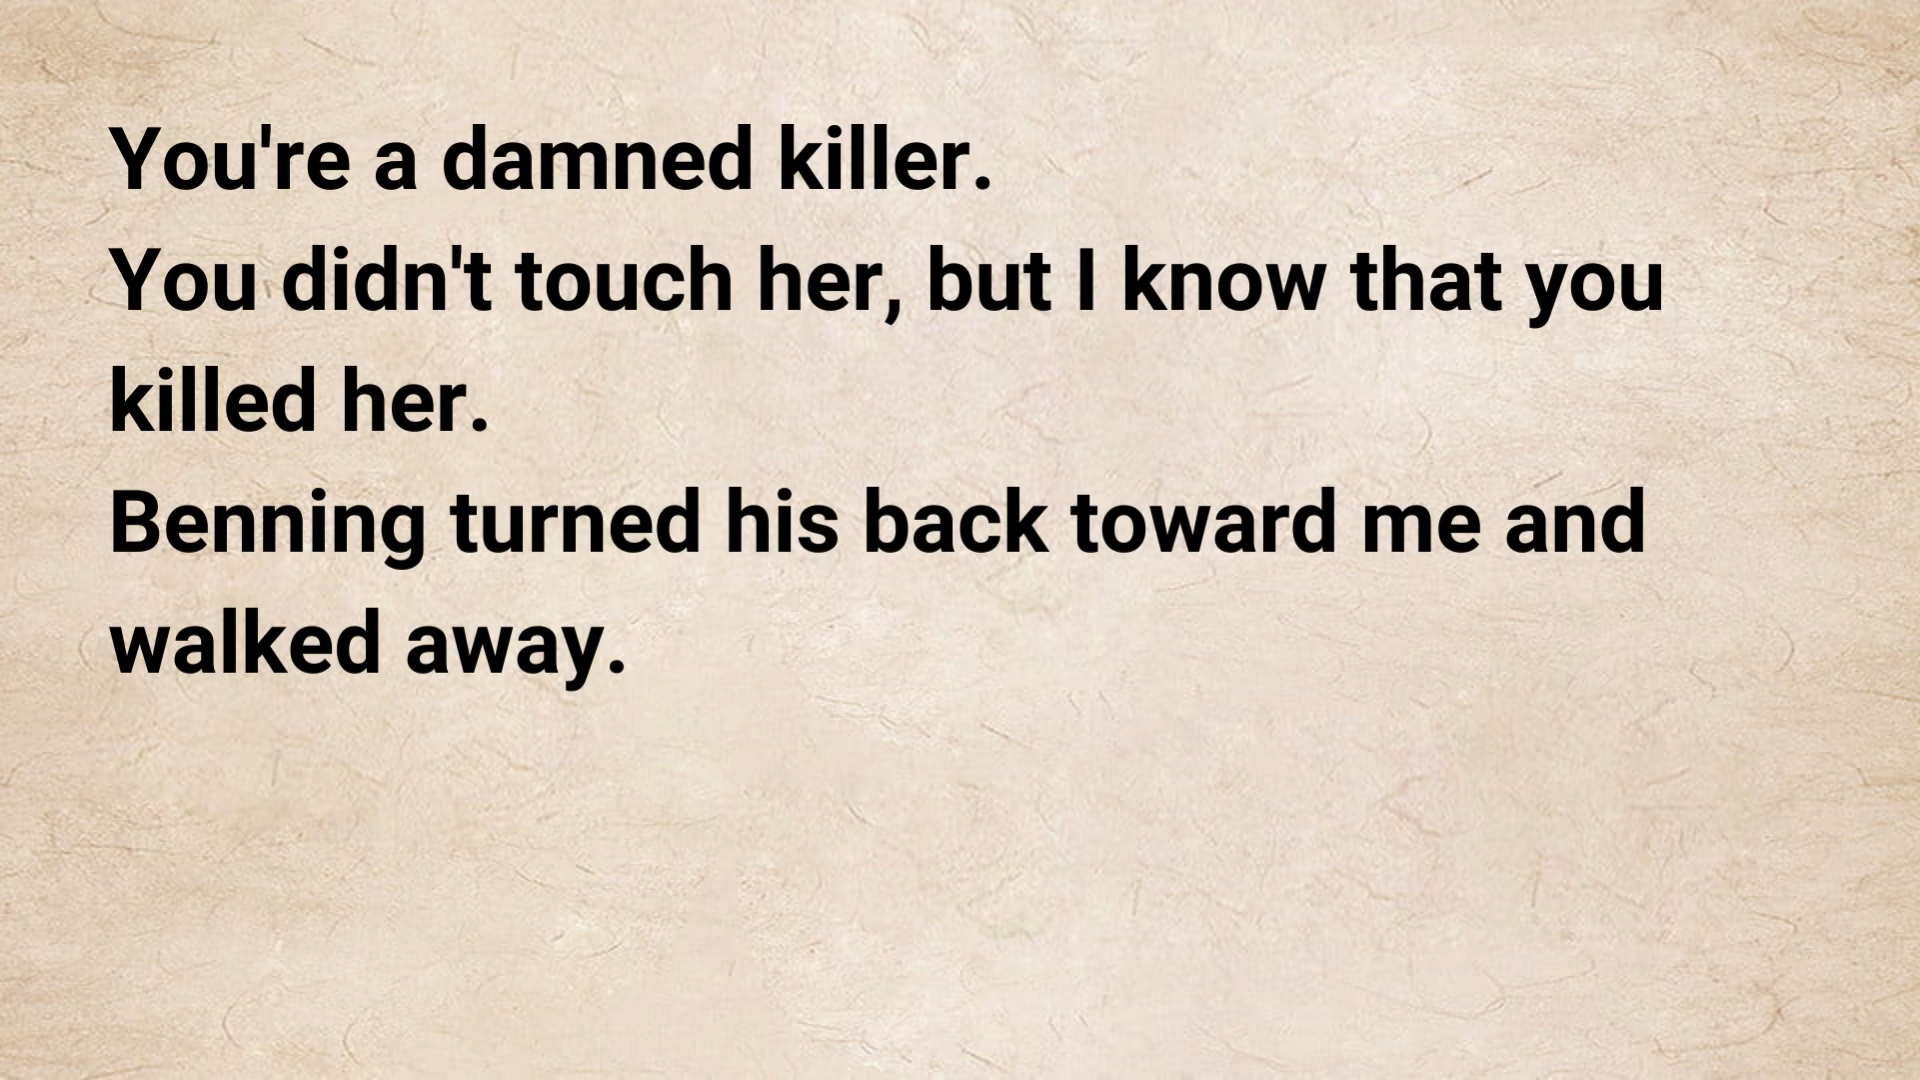 You're a damned killer.
You didn't touch her, but I know that you
killed her.
Benning turned his back toward me and
walked away.